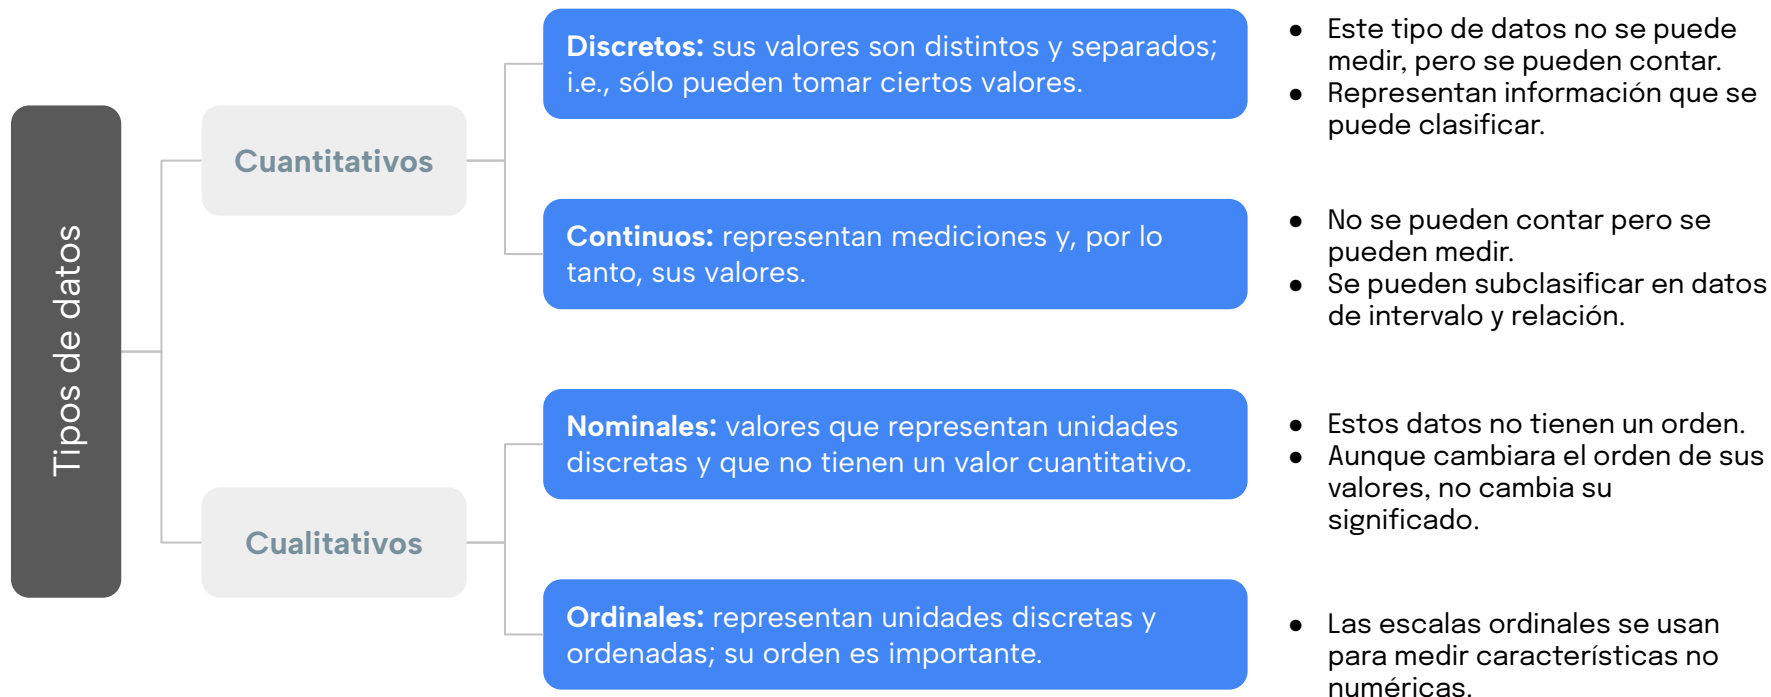 Tipos de datos
Cuantitativos
Discretos: sus valores son distintos y separados;
i.e., sólo pueden tomar ciertos valores.
● Este tipo de datos no se puede
medir, pero se pueden contar.
● Representan información que se
puede clasificar.
Continuos: representan mediciones y, por lo
tanto, sus valores.
● No se pueden contar pero se
pueden medir.
● Se pueden subclasificar en datos
de intervalo y relación.
Cualitativos
Nominales: valores que representan unidades
discretas y que no tienen un valor cuantitativo.
● Estos datos no tienen un orden.
● Aunque cambiara el orden de sus
valores, no cambia su
significado.
Ordinales: representan unidades discretas y
ordenadas; su orden es importante.
● Las escalas ordinales se usan
para medir características no
numéricas.